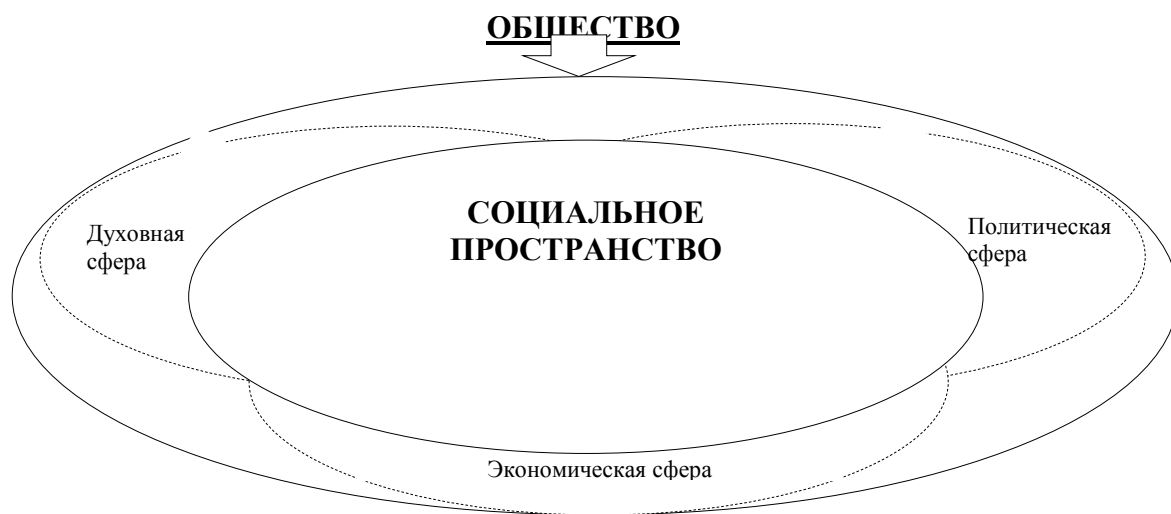 ОБЩЕСТВО
СОЦИАЛЬНОЕ
ПРОСТРАНСТВО
Духовная
сфера
Политическая
сфера
Экономическая сфера